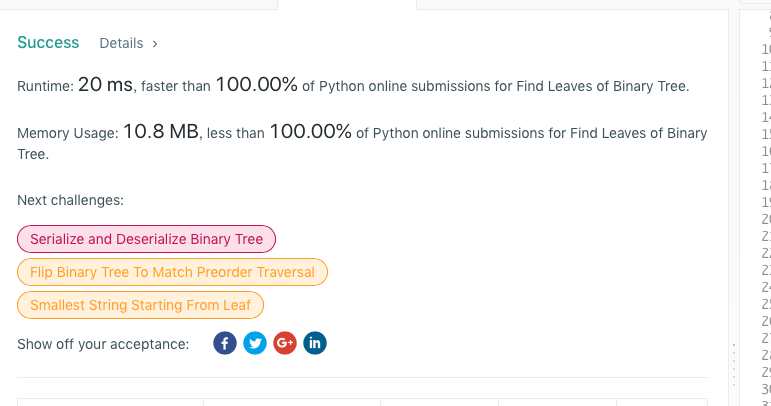 Success Details >
Runtime: 20 ms, faster than 100.00% of Python online submissions for Find Leaves of Binary Tree.
Memory Usage: 10.8 MB, less than 100.00% of Python online submissions for Find Leaves of Binary
Tree.
Next challenges:
Serialize and Deserialize Binary Tree
Flip Binary Tree To Match Preorder Traversal
Smallest String Starting From Leaf
Show off your acceptance: f G+ in